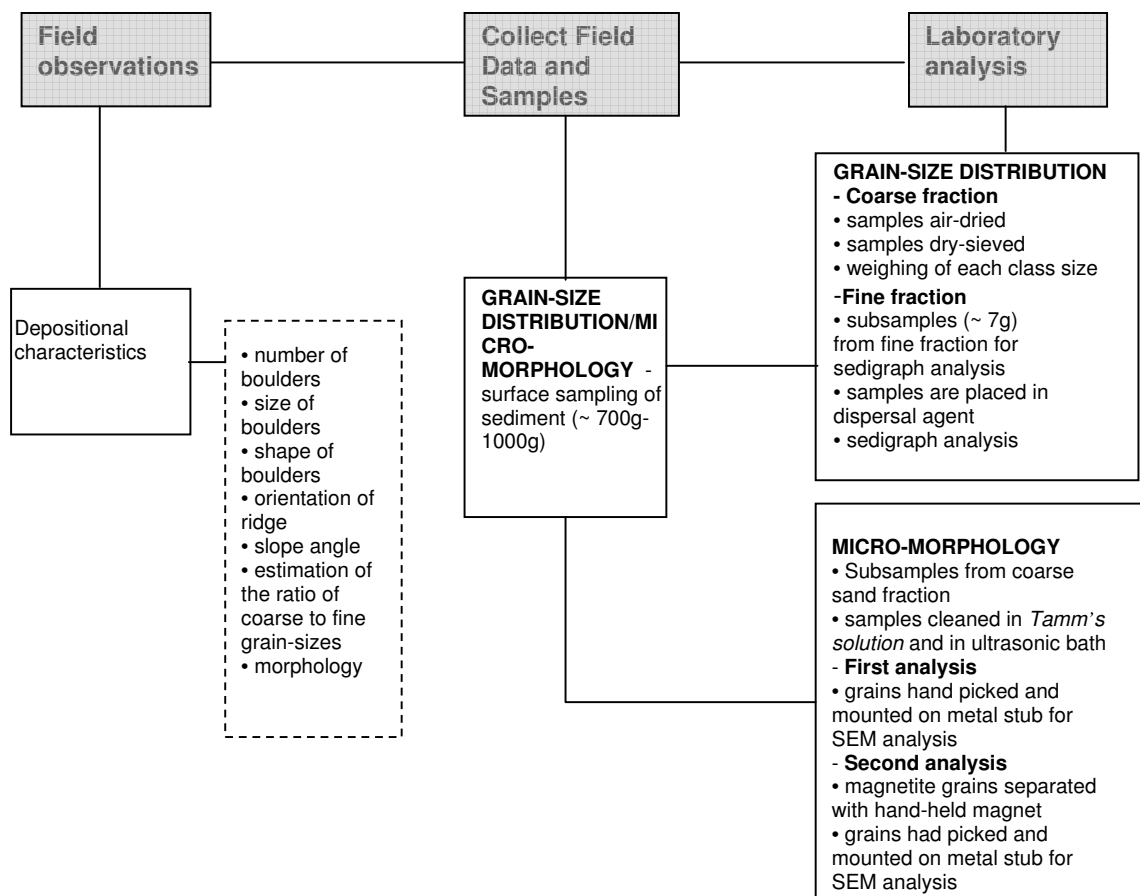 Field
observations
Collect Field
Data and
Samples
Laboratory
analysis
Depositional
characteristics
• number of
boulders
• size of
boulders
• shape of
boulders
• orientation of
ridge
• slope angle
• estimation of
the ratio of
coarse to fine
grain-sizes
• morphology
GRAIN-SIZE
DISTRIBUTION/MI
CRO-
MORPHOLOGY -
surface sampling of
sediment (~ 700g-
1000g)
GRAIN-SIZE DISTRIBUTION
- Coarse fraction
• samples air-dried
• samples dry-sieved
• weighing of each class size
-Fine fraction
• subsamples (~ 7g)
from fine fraction for
sedigraph analysis
• samples are placed in
dispersal agent
• sedigraph analysis
MICRO-MORPHOLOGY
• Subsamples from coarse
sand fraction
• samples cleaned in Tamm's
solution and in ultrasonic bath
- First analysis
• grains hand picked and
mounted on metal stub for
SEM analysis
- Second analysis
• magnetite grains separated
with hand-held magnet
• grains had picked and
mounted on metal stub for
SEM analysis